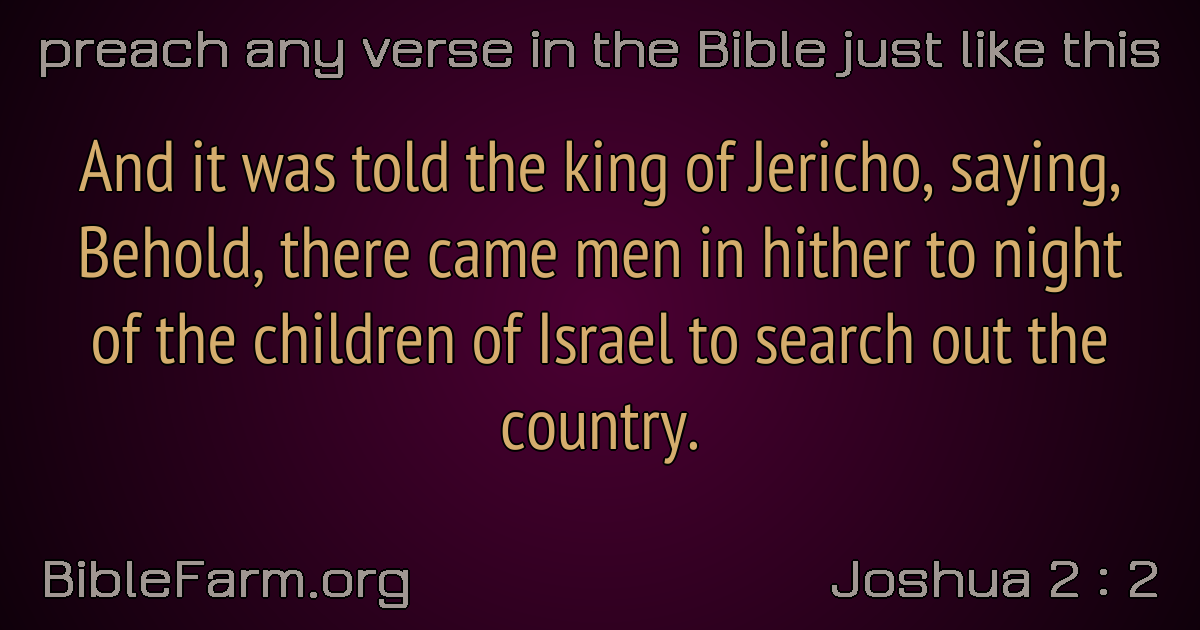 preach any verse in the Bible just like this
And it was told the king of Jericho, saying,
Behold, there came men in hither to night
of the children of Israel to search out the
country.
BibleFarm.org
Joshua 2 : 2